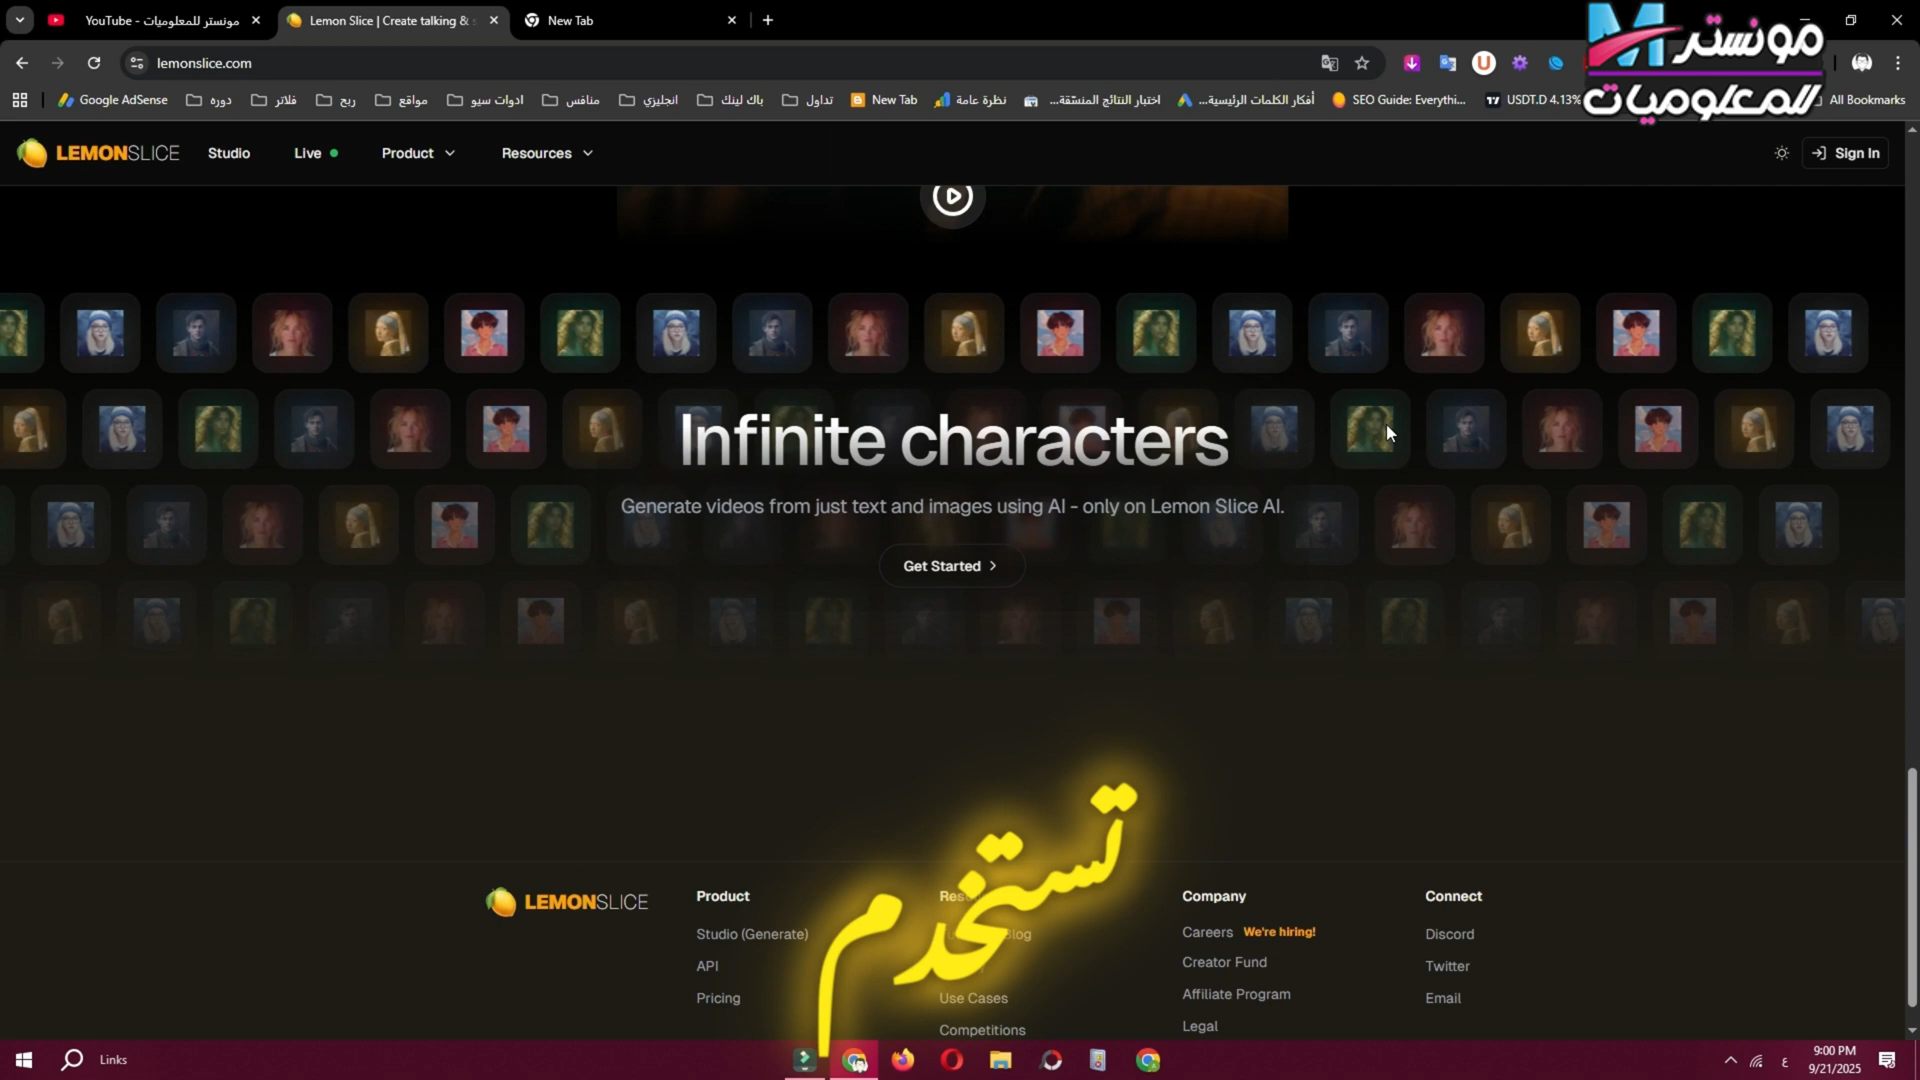 YouTube - مونستر للمعلوميات
Lemon Slice | Create talking &
New Tab
lemonslice.com
Google AdSense
دوره
فلاتر
ربح
مواقع
ادوات سيو
منافس
انجليزي
باك لينك
تداول
New Tab
نظرة عامة
اختبار النتائج المنسّقة...
أفكار الكلمات الرئيسية...
SEO Guide: Everythi...
USDT.D 4.13%
All Bookmarks
مونستر
للمعلوميات
LEMONSLICE
Studio
Live
Product
Resources
Sign In
Infinite characters
Generate videos from just text and images using AI - only on Lemon Slice AI.
Get Started
تستخدم
LEMONSLICE
Product
Studio (Generate)
API
Pricing
Blog
Use Cases
Competitions
Company
Careers We're hiring!
Creator Fund
Affiliate Program
Legal
Connect
Discord
Twitter
Email
Links
ع
9:00 PM
9/21/2025